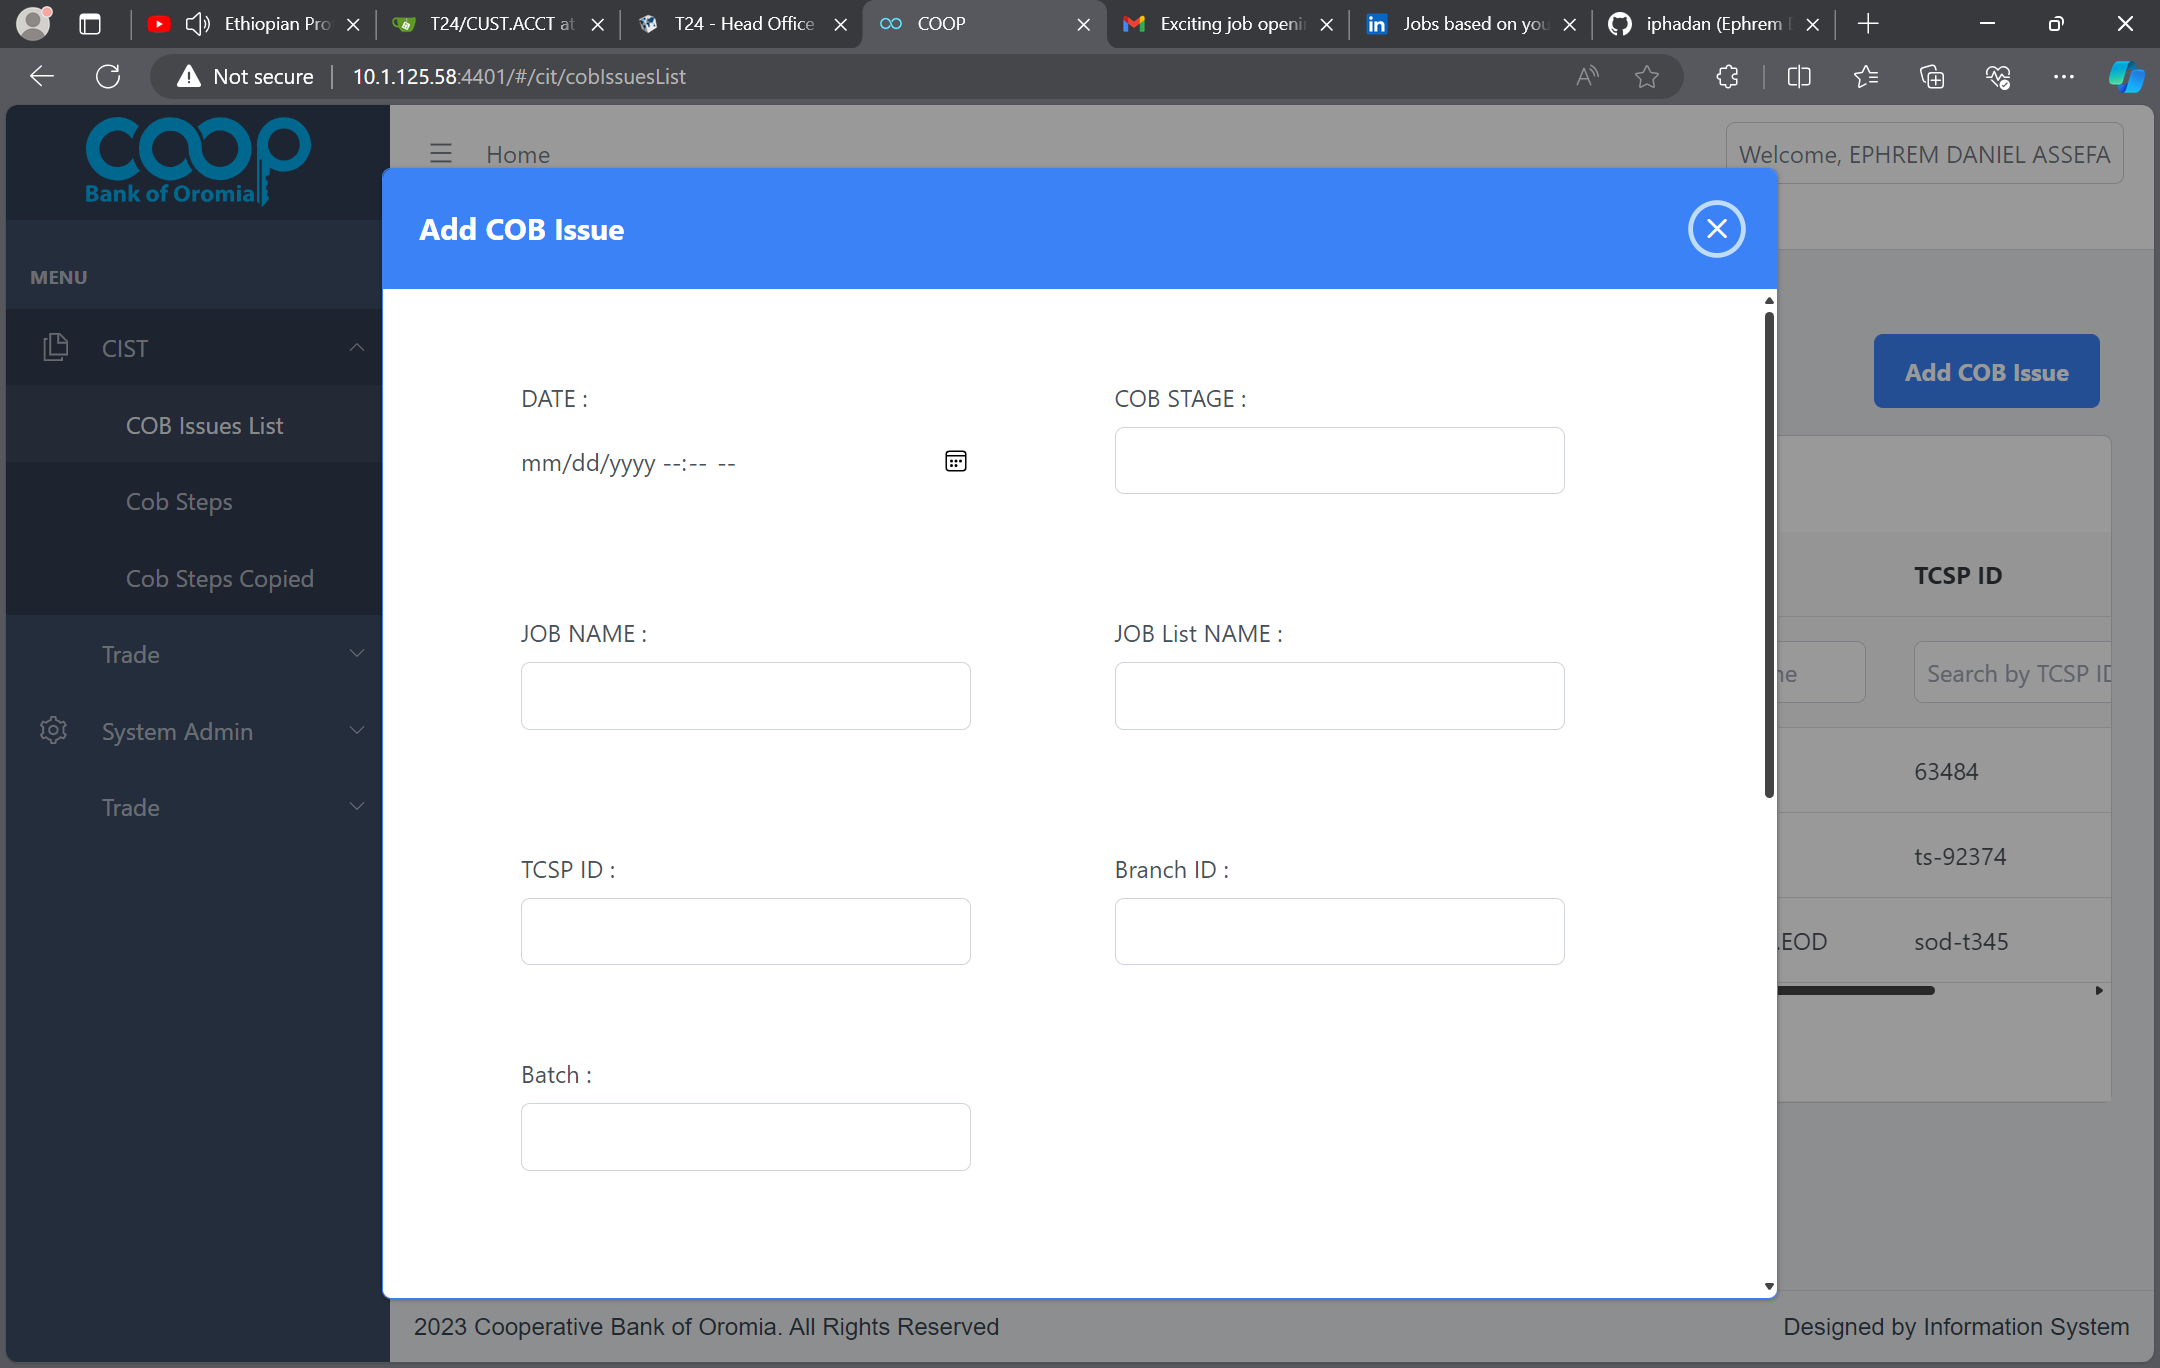 Ethiopian Pro
T24/CUST.ACCT at
T24 - Head Office
COOP
Exciting job openi
Jobs based on you
iphadan (Ephrem
Not secure
10.1.125.58:4401/#/cit/cobIssuesList
coop
Bank of Oromia
Home
Welcome, EPHREM DANIEL ASSEFA
MENU
CIST
COB Issues List
Cob Steps
Cob Steps Copied
Trade
System Admin
Trade
Add COB Issue
Add COB Issue
DATE :
mm/dd/yyyy --:-- --
COB STAGE :
JOB NAME :
JOB List NAME :
TCSP ID :
Branch ID :
Batch :
TCSP ID
Search by TCSP ID
63484
ts-92374
.EOD
sod-t345
2023 Cooperative Bank of Oromia. All Rights Reserved
Designed by Information System